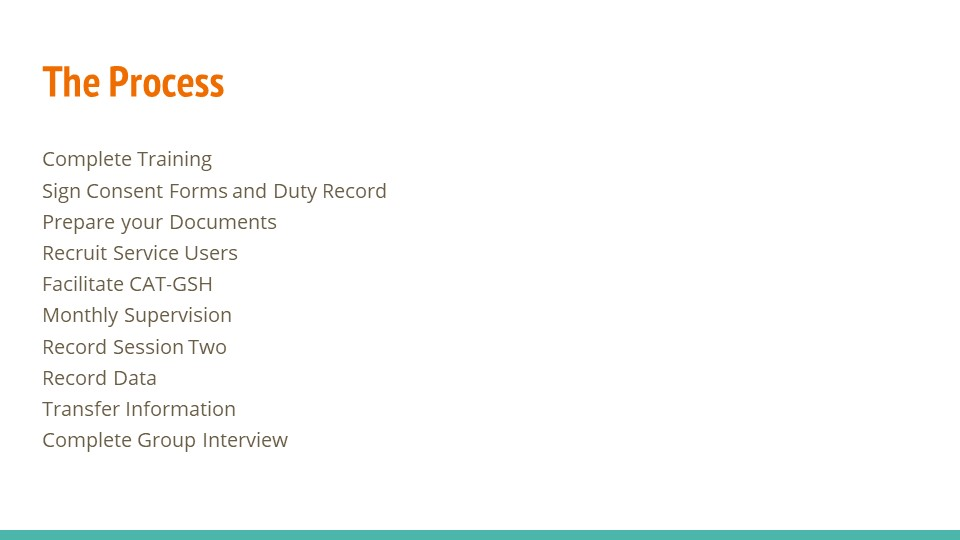 The Process
Complete Training
Sign Consent Forms and Duty Record
Prepare your Documents
Recruit Service Users
Facilitate CAT-GSH
Monthly Supervision
Record Session Two
Record Data
Transfer Information
Complete Group Interview